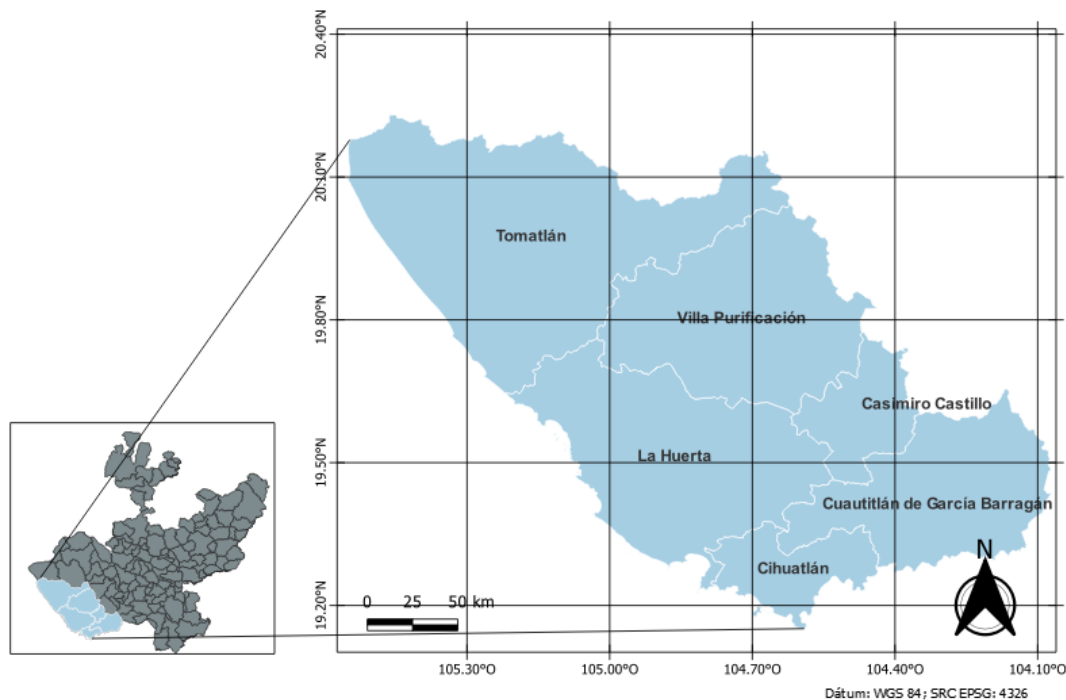 20.40°N
20.10°N
19.80°N
19.50°N
19.20°N
Tomatlán
Villa Purificación
Casimiro Castillo
La Huerta
Cuautitlán de García Barragán
Cihuatlán
N
0 25 50 km
105.30°O 105.00°O 104.70°O 104.40°O 104.10°O
Dátum: WGS 84; SRC EPSG: 4326